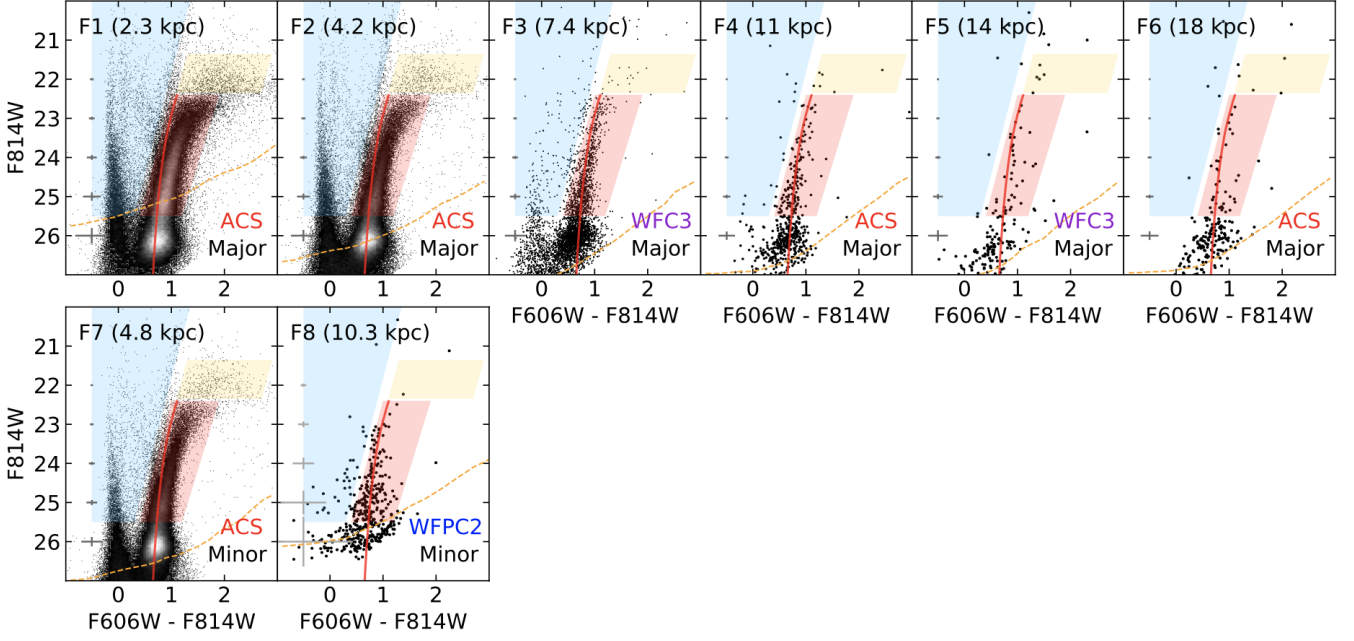 F1 (2.3 kpc) F2 (4.2 kpc) F3 (7.4 kpc) F4 (11 kpc) F5 (14 kpc) F6 (18 kpc)
21
22
23
24
25
26
F814W
ACS ACS WFC3 ACS WFC3 ACS
Major Major Major Major Major Major
0 1 2 0 1 2 0 1 2 0 1 2 0 1 2 0 1 2
F606W - F814W F606W - F814W F606W - F814W F606W - F814W
F7 (4.8 kpc) F8 (10.3 kpc)
21
22
23
24
25
26
F814W
ACS WFPC2
Minor Minor
0 1 2 0 1 2
F606W - F814W F606W - F814W